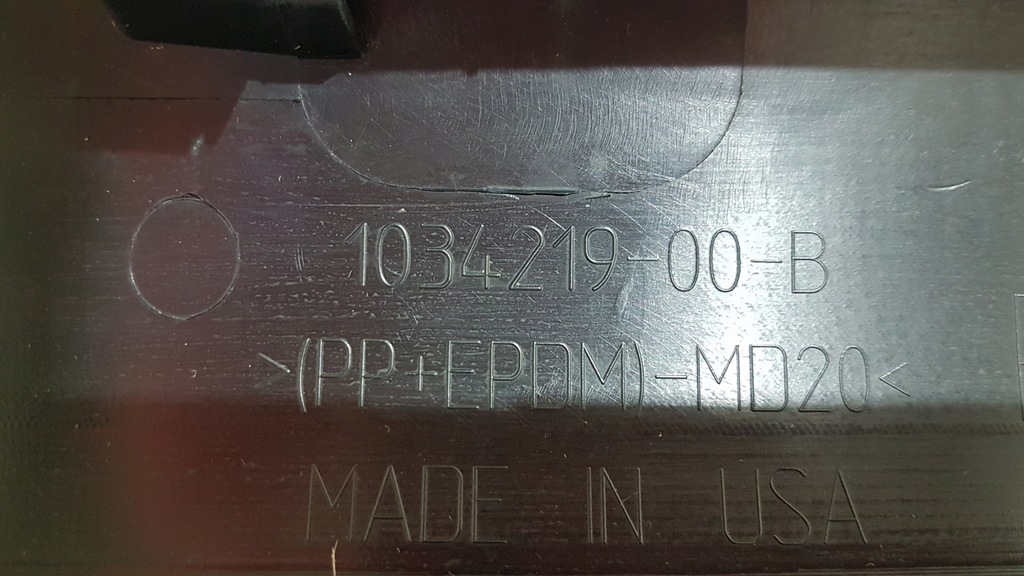 1034219-00-B
>(PP+EPDM)-MD20<
MADE IN USA